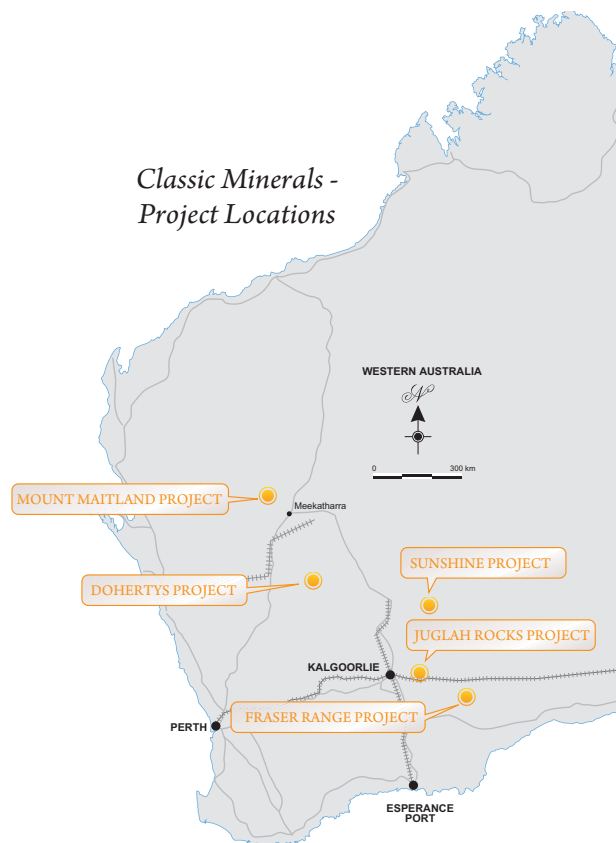 Classic Minerals -
Project Locations
WESTERN AUSTRALIA
N
0 300 km
MOUNT MAITLAND PROJECT
Meekatharra
SUNSHINE PROJECT
DOHERTYS PROJECT
JUGLAH ROCKS PROJECT
KALGOORLIE
FRASER RANGE PROJECT
PERTH
ESPERANCE
PORT